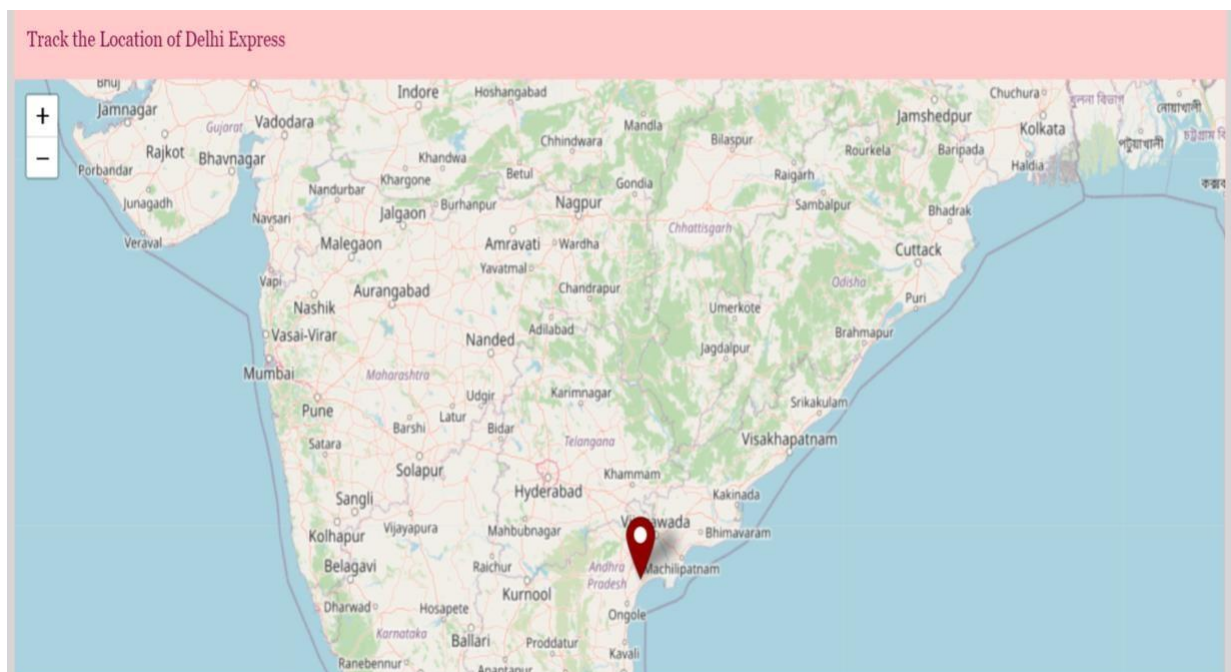 Track the Location of Delhi Express
+
−
Bhuj
Jamnagar
Gujarat
Vadodara
Indore
Hoshangabad
Mandla
Bilaspur
Jamshedpur
Chuchura
Kolkata
খুলনা বিভাগ
নোয়াখালী
পটুয়াখালী
Rajkot
Bhavnagar
Porbandar
Khandwa
Khargone
Chhindwara
Betul
Gondia
Rourkela
Baripada
Haldia
Raigarh
Junagadh
Nandurbar
Navsari
Jalgaon
Burhanpur
Nagpur
Sambalpur
Bhadrak
Veraval
Malegaon
Amravati
Wardha
Chhattisgarh
Cuttack
Yavatmal
Vapi
Aurangabad
Chandrapur
Odisha
Nashik
Umerkote
Puri
Vasai-Virar
Nanded
Adilabad
Brahmapur
Jagdalpur
Mumbai
Maharashtra
Udgir
Karimnagar
Pune
Latur
Srikakulam
Barshi
Bidar
Satara
Telangana
Visakhapatnam
Solapur
Khammam
Hyderabad
Sangli
Kakinada
Vijayapura
Mahbubnagar
Kolhapur
Bhimavaram
Belagavi
Raichur
Andhra
Pradesh
Machilipatnam
Kurnool
Dharwad
Hosapete
Ongole
Karnataka
Ballari
Proddatur
Kavali
Ranebennur
Anantapur